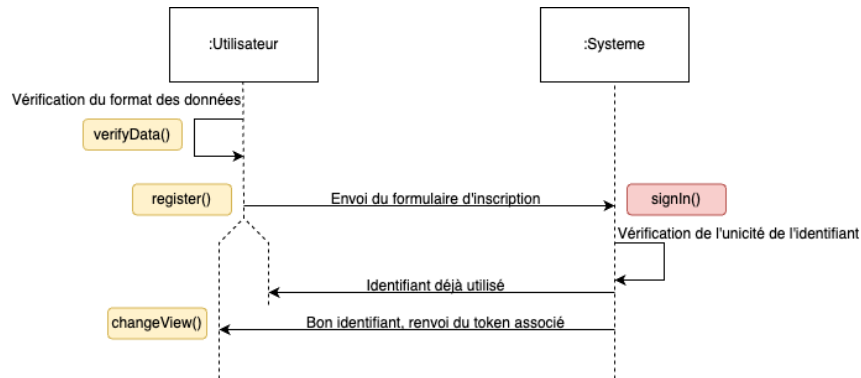 :Utilisateur
:Systeme
Vérification du format des données
verifyData()
register()
Envoi du formulaire d'inscription
signIn()
Vérification de l'unicité de l'identifiant
Identifiant déjà utilisé
changeView()
Bon identifiant, renvoi du token associé